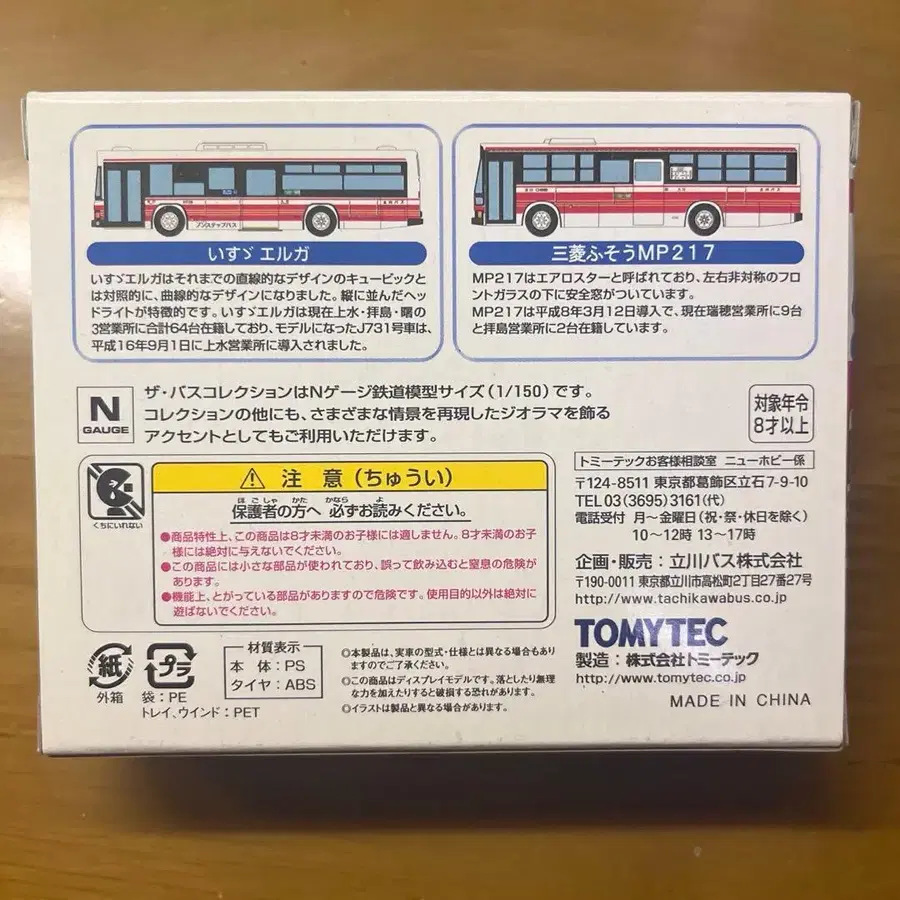 ノンステップバス
いすゞ エルガ
いすゞエルガはそれまでの直線的なデザインのキュービックと
は対照的に、曲線的なデザインになりました。縦に並んだヘッ
ドライトが特徴的です。いすゞエルガは現在上水・拝島・曙の
3営業所に合計64台在籍しており、モデルになったJ731号車は、
平成16年9月1日に上水営業所に導入されました。
三菱ふそうMP217
MP217はエアロスターと呼ばれており、左右非対称のフロ
ントガラスの下に安全窓がついています。
MP217は平成8年3月12日導入で、現在瑞穂営業所に9台
と拝島営業所に2台在籍しています。
N
GAUGE
ザ・バスコレクションはNゲージ鉄道模型サイズ(1/150)です。
コレクションの他にも、さまざまな情景を再現したジオラマを飾る
アクセントとしてもご利用いただけます。
対象年令
8才以上
くちにいれない
注 意(ちゅうい)
ほごしゃ かた かなら よ
保護者の方へ 必ずお読みください。
●商品特性上、この商品は8才未満のお子様には適しません。8才未満のお子
様には絶対に与えないでください。
●この商品には小さな部品が使われており、誤って飲み込むと窒息の危険が
あります。
●機能上、とがっている部品がありますので危険です。使用目的以外は絶対に
遊ばないでください。
トミーテックお客様相談室 ニューホビー係
〒124-8511 東京都葛飾区立石7-9-10
TEL 03(3695)3161(代)
電話受付 月〜金曜日(祝・祭・休日を除く)
10〜12時 13〜17時
企画・販売:立川バス株式会社
〒190-0011 東京都立川市高松町2丁目27番27号
http://www.tachikawabus.co.jp
TOMYTEC
製造:株式会社トミーテック
http://www.tomytec.co.jp
MADE IN CHINA
紙
外箱
プラ
袋:PE
トレイ、ウインド:PET
材質表示
本 体:PS
タイヤ:ABS
◎本製品は、実車の型式・仕様とは異なる場合もあり
ますのでご了承ください。
◎この商品はディスプレイモデルです。落としたり無理
な力を加えたりすると破損する恐れがあります。
◎イラストは製品と異なる場合があります。